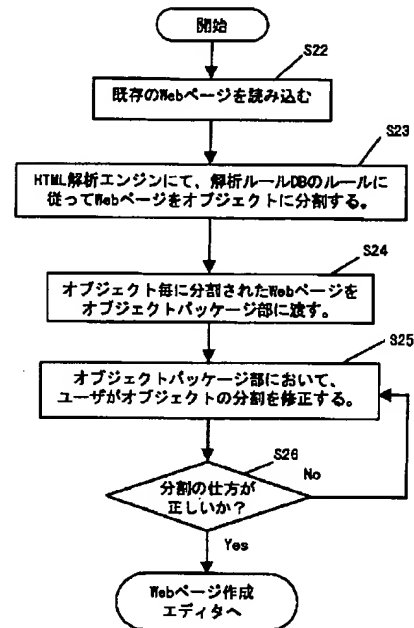 開始
S22
既存のWebページを読み込む
S23
HTML解析エンジンにて、解析ルールDBのルールに
従ってWebページをオブジェクトに分割する。
S24
オブジェクト毎に分割されたWebページを
オブジェクトパッケージ部に渡す。
S25
オブジェクトパッケージ部において、
ユーザがオブジェクトの分割を修正する。
S26
No
分割の仕方が
正しいか?
Yes
Webページ作成
エディタへ